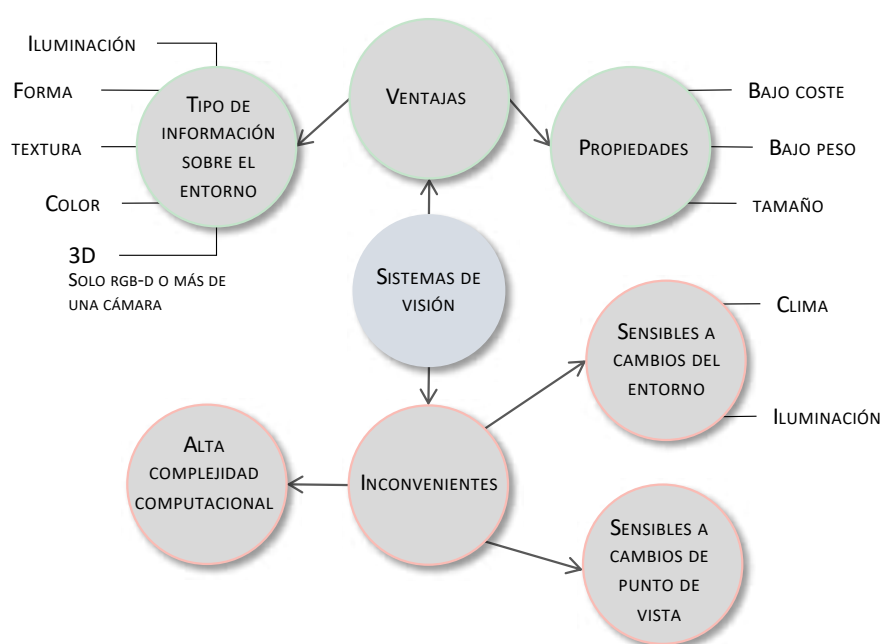 Iluminación
Forma
textura
Color
3D
Solo rgb-d o más de
una cámara
Tipo de
información
sobre el
entorno
Ventajas
Propiedades
Bajo coste
Bajo peso
tamaño
Sistemas de
visión
Sensibles a
cambios del
entorno
Clima
Iluminación
Alta
complejidad
computacional
Inconvenientes
Sensibles a
cambios de
punto de
vista